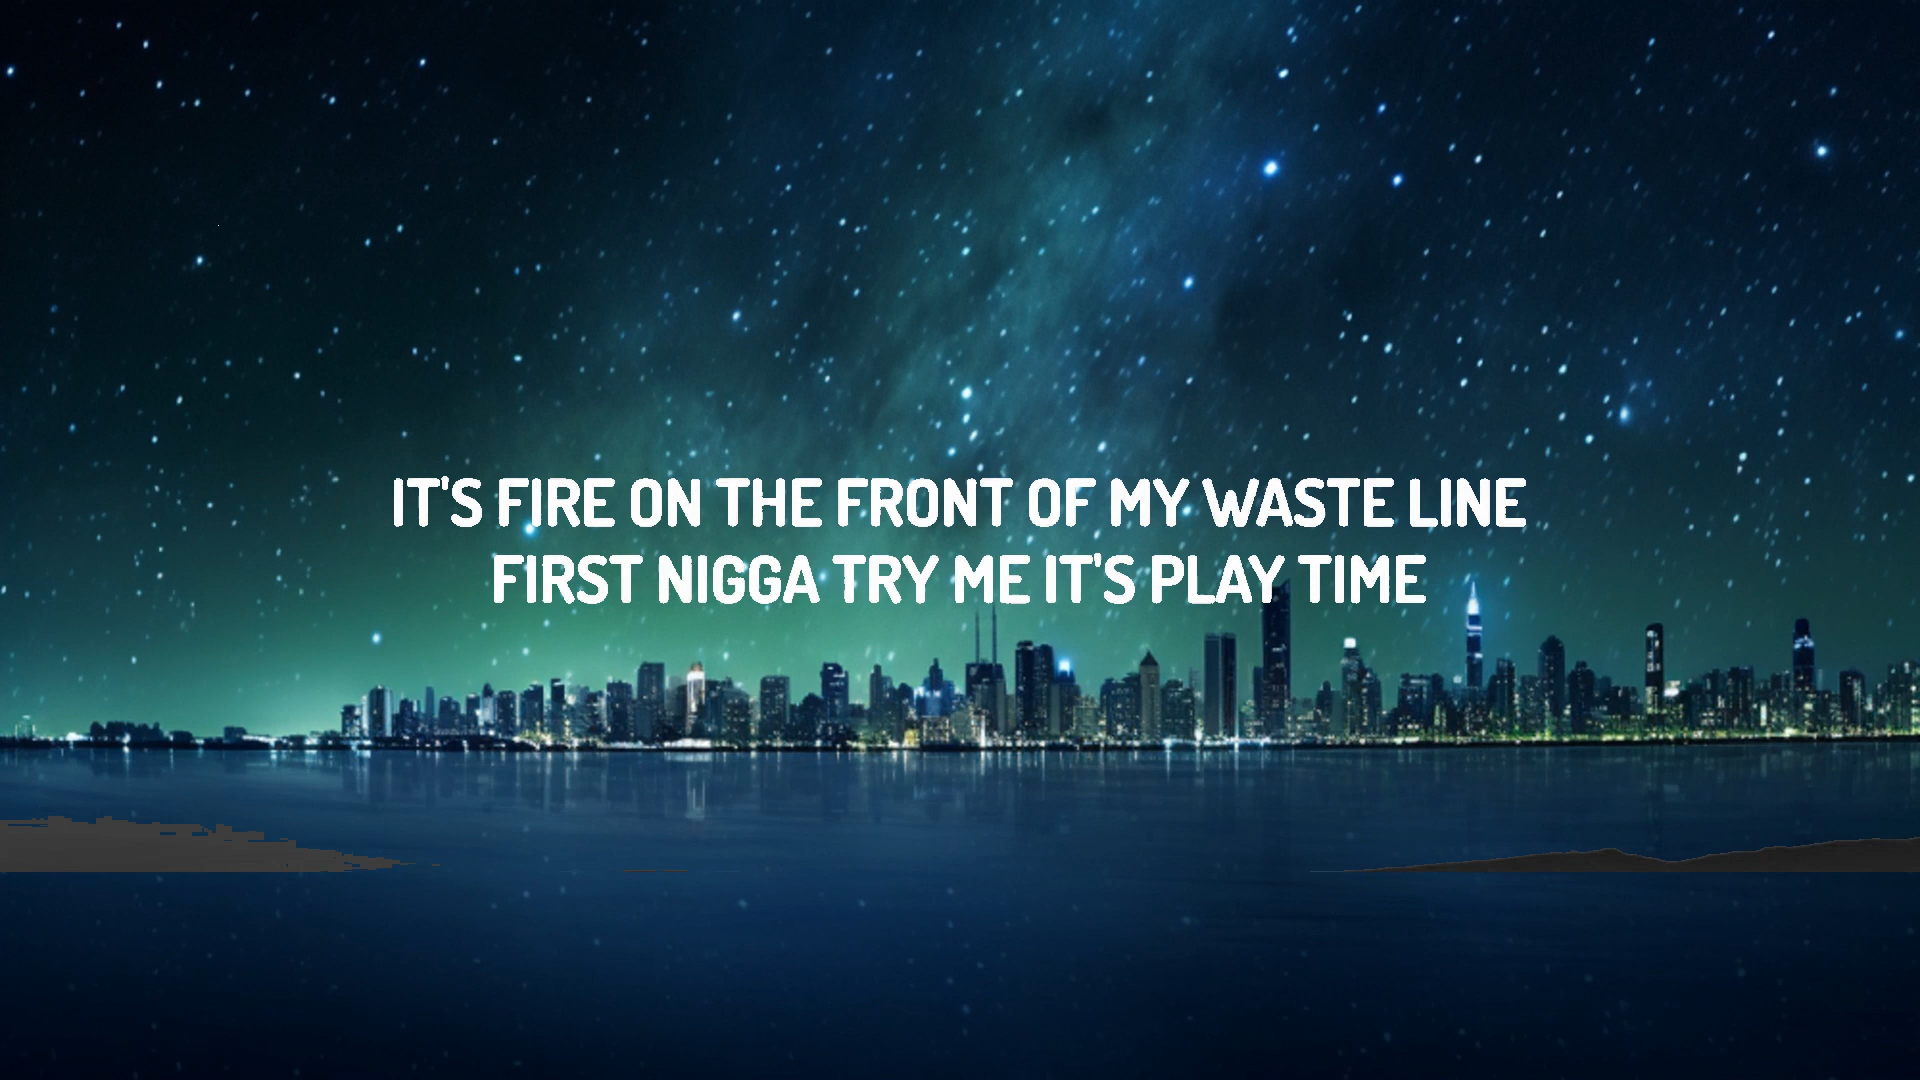 IT'S FIRE ON THE FRONT OF MY WASTE LINE
FIRST NIGGA TRY ME IT'S PLAY TIME